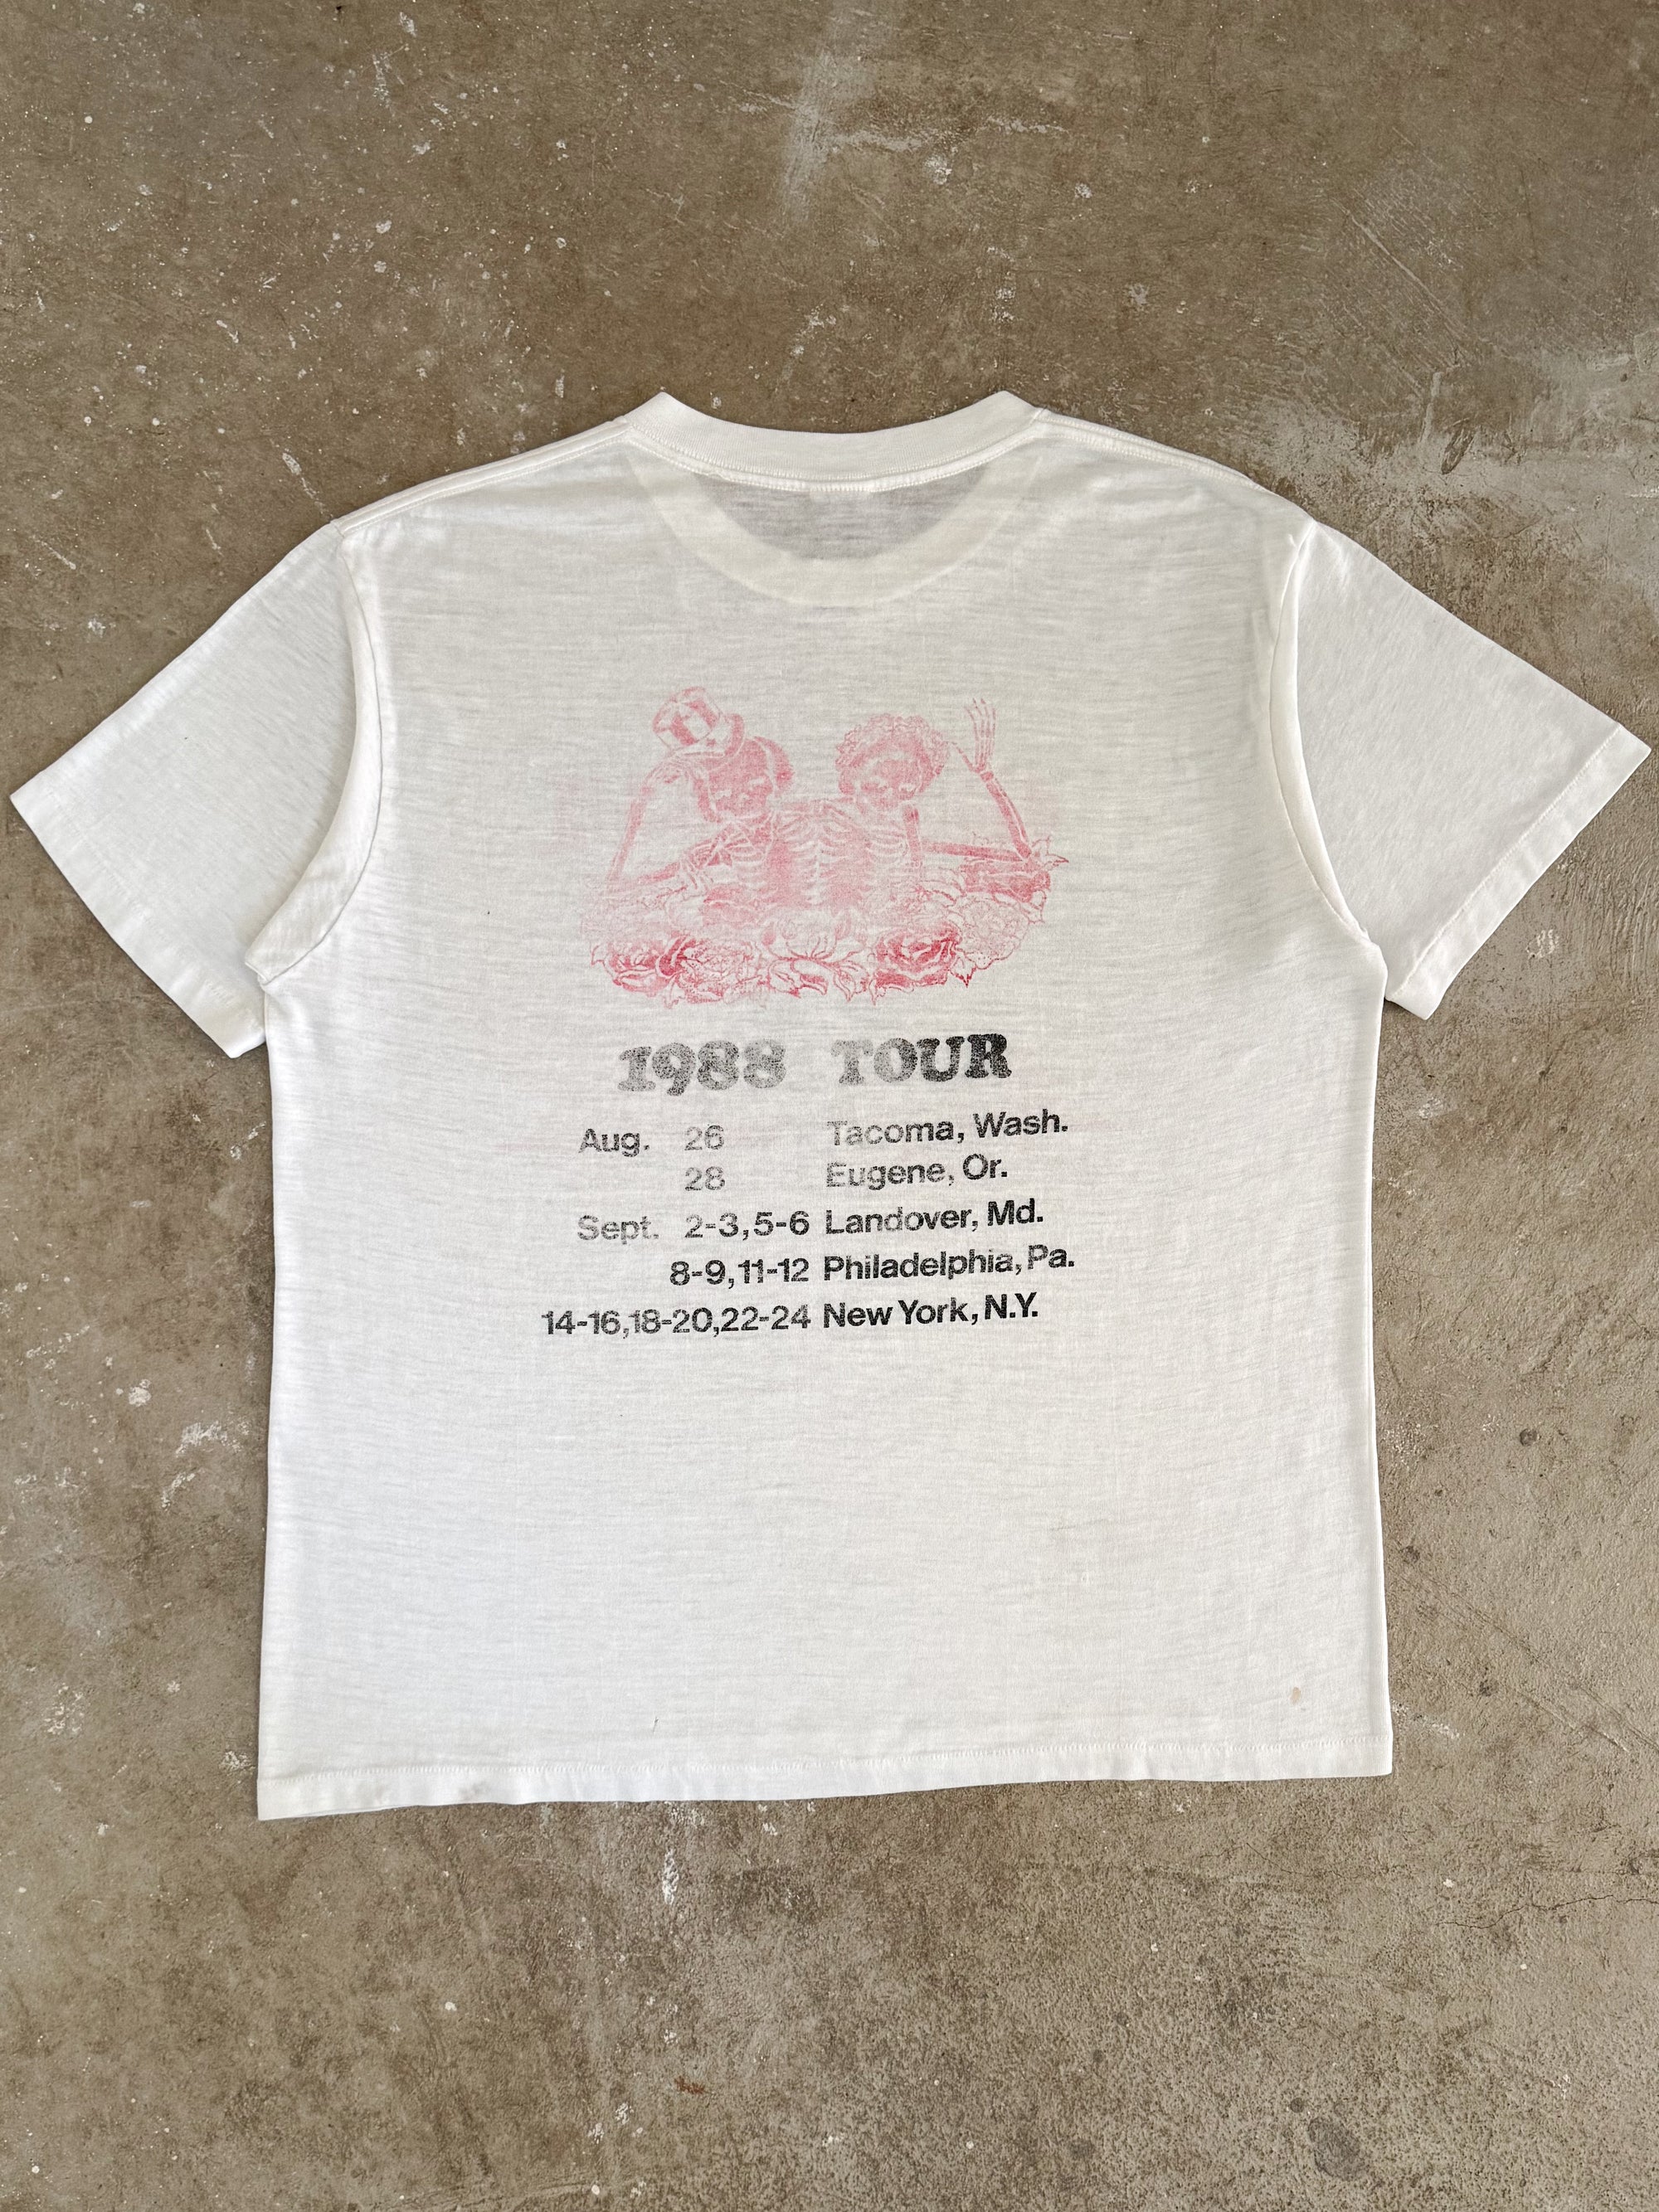 1988 TOUR
Aug. 26 Tacoma, Wash.
28 Eugene, Or.
Sept. 2-3,5-6 Landover, Md.
8-9,11-12 Philadelphia, Pa.
14-16,18-20,22-24 New York, N.Y.